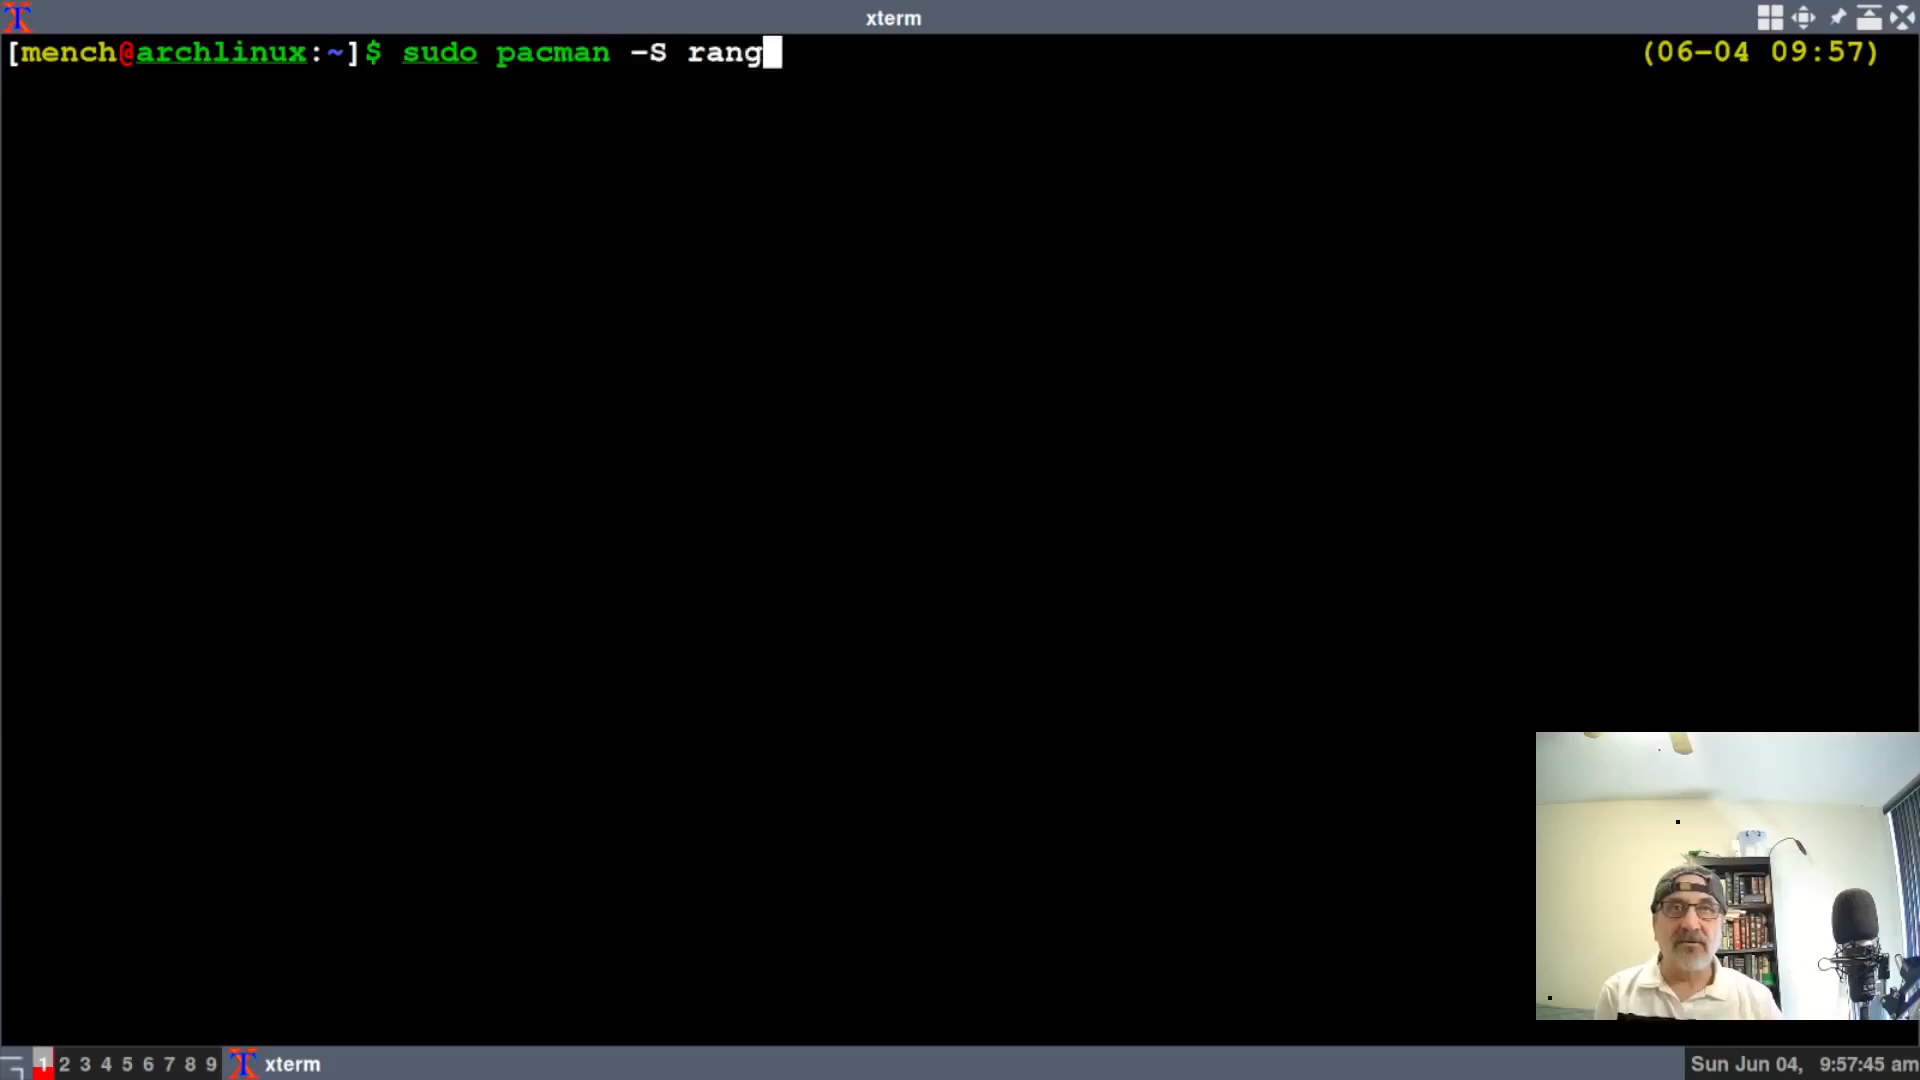 xterm
[mench@archlinux:~]$ sudo pacman -S rang
(06-04 09:57)
1 2 3 4 5 6 7 8 9
xterm
Sun Jun 04, 9:57:45 am